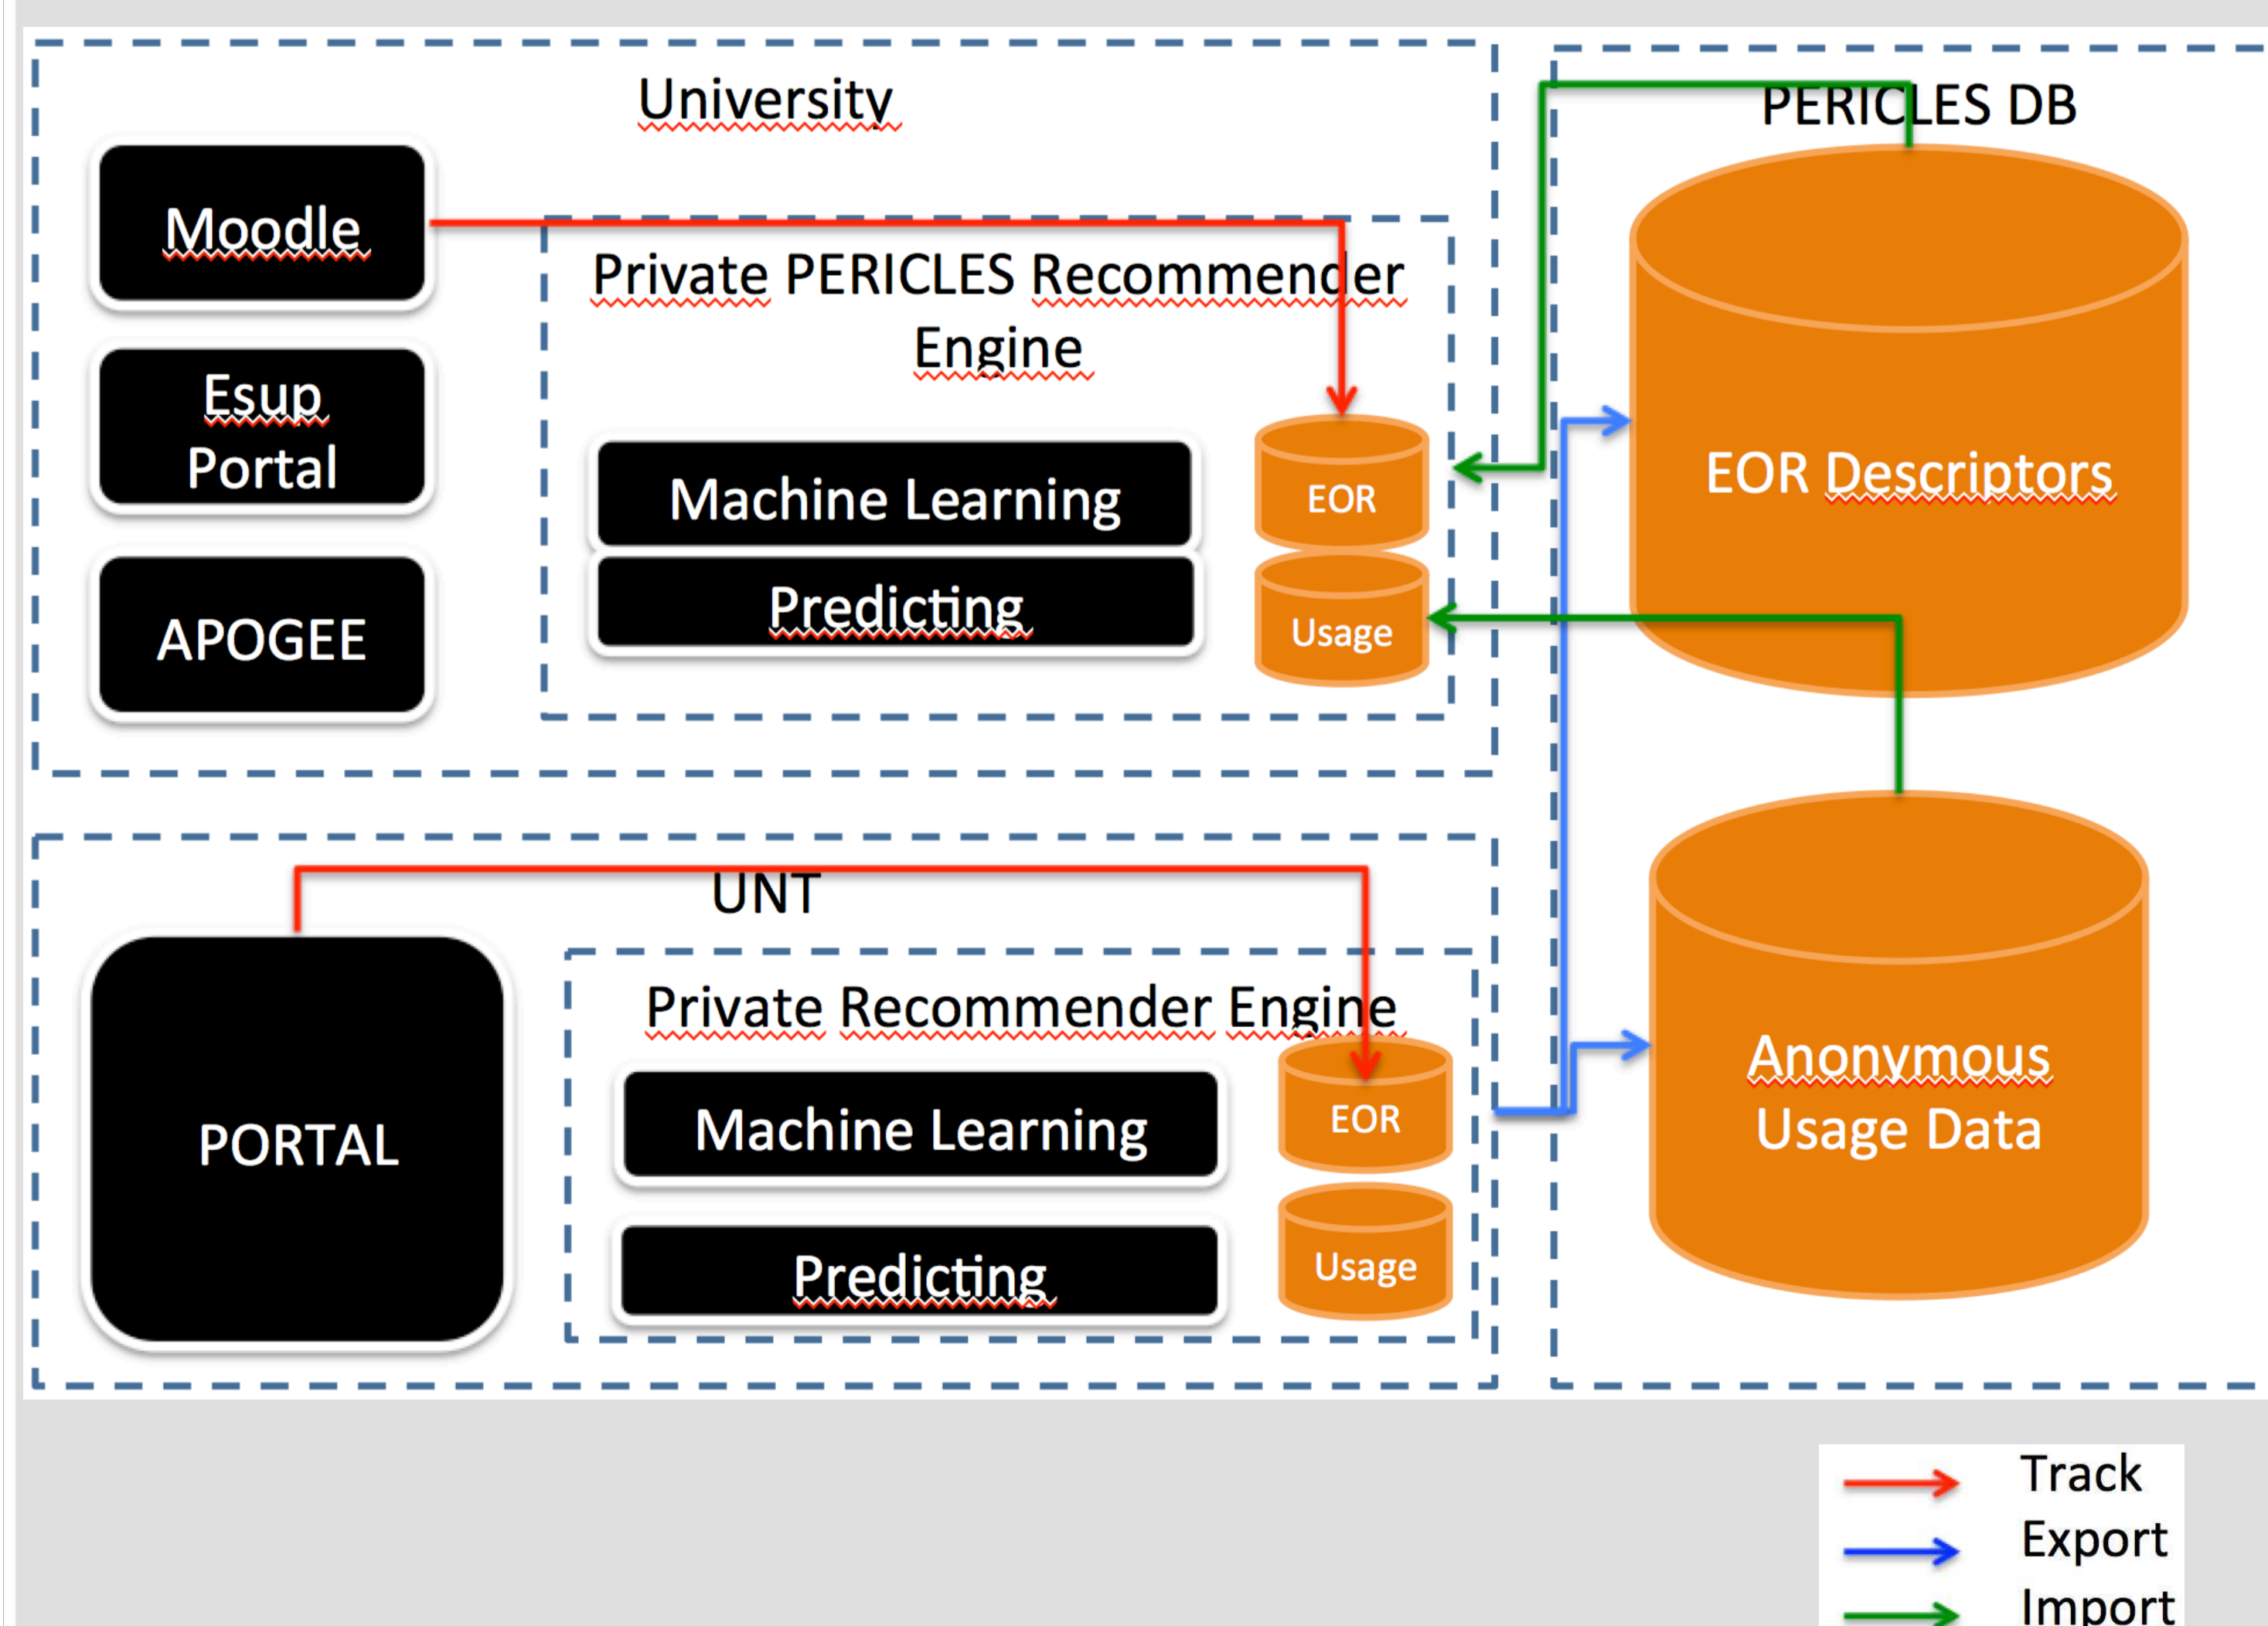 University
Moodle
Esup
Portal
APOGEE
Private PERICLES Recommender
Engine
Machine Learning
Predicting
EOR
Usage
PERICLES DB
EOR Descriptors
Anonymous
Usage Data
UNT
PORTAL
Private Recommender Engine
Machine Learning
Predicting
EOR
Usage
Track
Export
Import